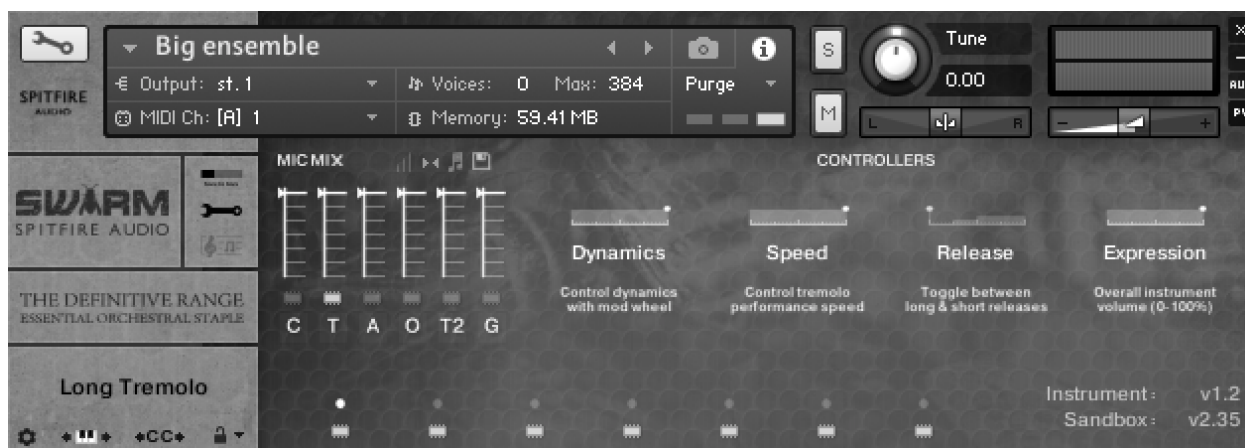 Big ensemble
i
S
Tune
SPITFIRE
AUDIO
Output: st.1
Voices: 0 Max: 384
Purge
0.00
MIDI Ch: [A] 1
Memory: 59.41 MB
M
L
R
-
+
AU
PV
MIC MIX
CONTROLLERS
SWARM
SPITFIRE AUDIO
Dynamics
Speed
Release
Expression
Control dynamics
with mod wheel
Control tremolo
performance speed
Toggle between
long & short releases
Overall instrument
volume (0-100%)
THE DEFINITIVE RANGE
ESSENTIAL ORCHESTRAL STAPLE
C T A O T2 G
Long Tremolo
CC
Instrument: v1.2
Sandbox: v2.35